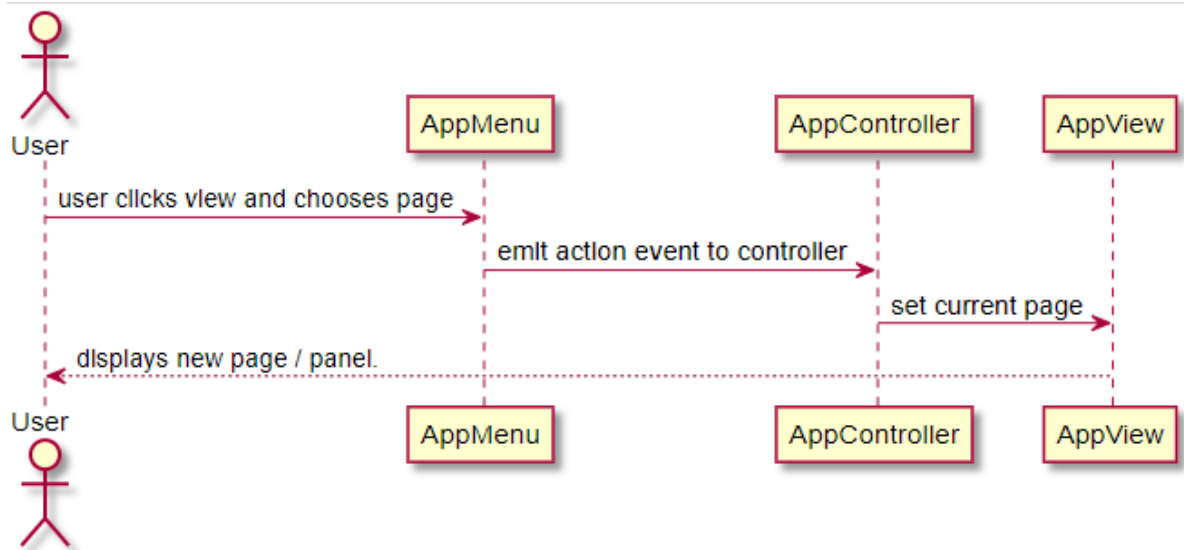 User
AppMenu
AppController
AppView
user clicks view and chooses page
emit action event to controller
set current page
displays new page / panel.
User
AppMenu
AppController
AppView